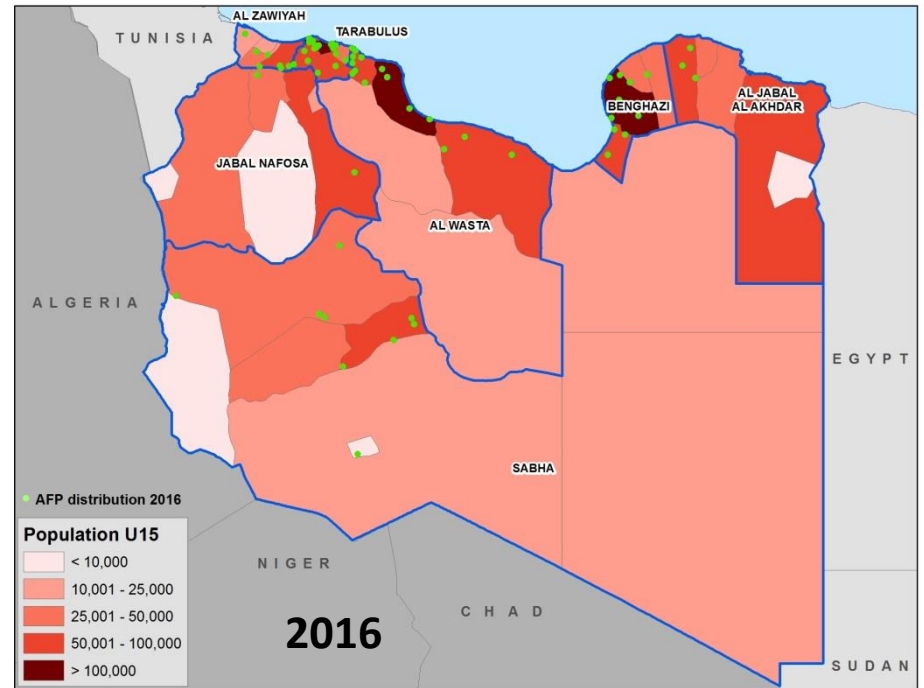 AL ZAWIYAH
TUNISIA
TARABULUS
BENGHAZI
AL JABAL
AL AKHDAR
JABAL NAFOSA
AL WASTA
ALGERIA
EGYPT
SABHA
AFP distribution 2016
Population U15
< 10,000
10,001 - 25,000
25,001 - 50,000
50,001 - 100,000
> 100,000
NIGER
CHAD
2016
SUDAN